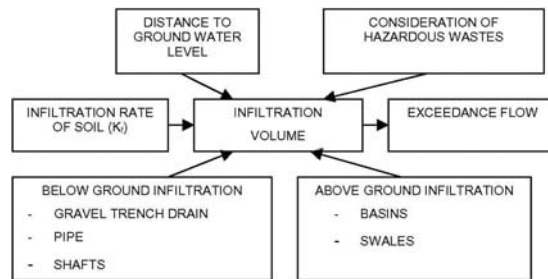 DISTANCE TO
GROUND WATER
LEVEL
CONSIDERATION OF
HAZARDOUS WASTES
INFILTRATION RATE
OF SOIL (Kf)
INFILTRATION
VOLUME
EXCEEDANCE FLOW
BELOW GROUND INFILTRATION
- GRAVEL TRENCH DRAIN
- PIPE
- SHAFTS
ABOVE GROUND INFILTRATION
- BASINS
- SWALES